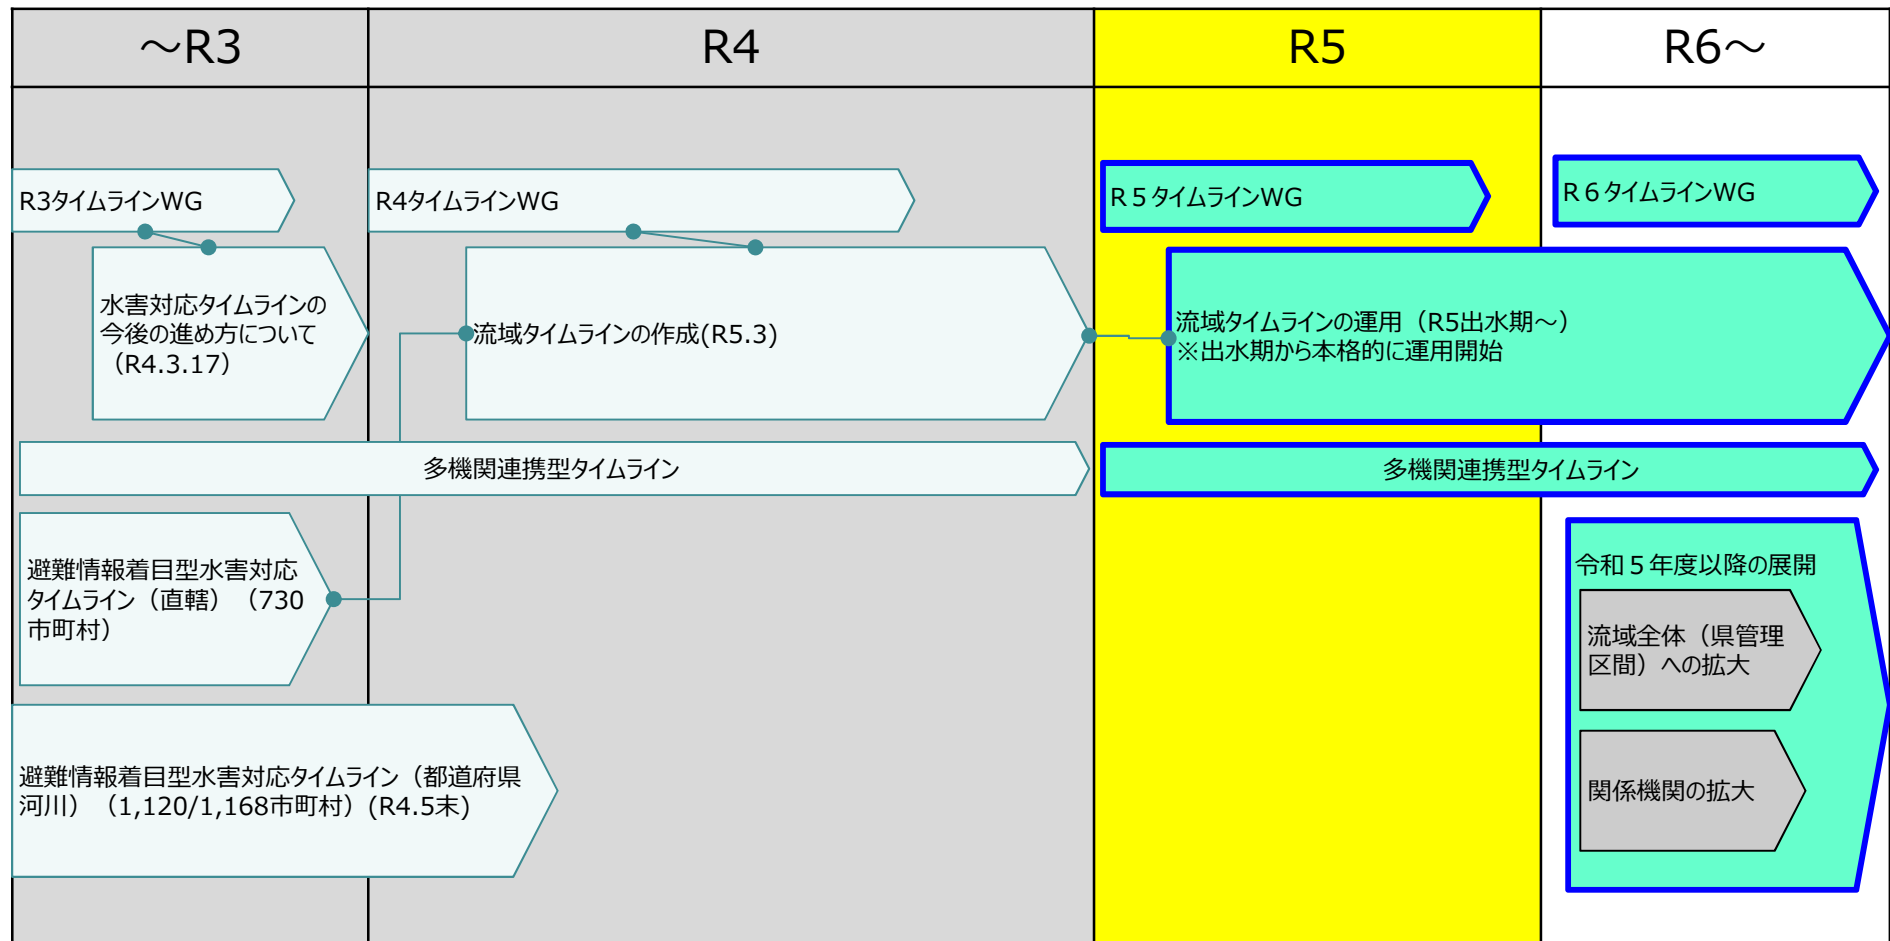 ～R3
R4
R5
R6～
R3タイムラインWG
R4タイムラインWG
R５タイムラインWG
R６タイムラインWG
水害対応タイムラインの
今後の進め方について
（R4.3.17）
流域タイムラインの作成(R5.3)
流域タイムラインの運用（R5出水期～）
※出水期から本格的に運用開始
多機関連携型タイムライン
多機関連携型タイムライン
避難情報着目型水害対応
タイムライン（直轄）（730
市町村）
令和５年度以降の展開
流域全体（県管理
区間）への拡大
関係機関の拡大
避難情報着目型水害対応タイムライン（都道府県
河川）（1,120/1,168市町村）(R4.5末)